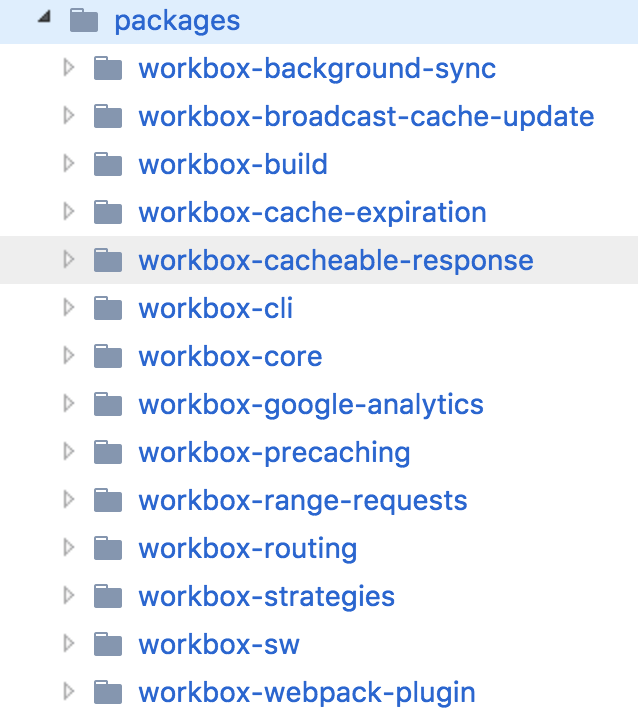 packages
workbox-background-sync
workbox-broadcast-cache-update
workbox-build
workbox-cache-expiration
workbox-cacheable-response
workbox-cli
workbox-core
workbox-google-analytics
workbox-precaching
workbox-range-requests
workbox-routing
workbox-strategies
workbox-sw
workbox-webpack-plugin